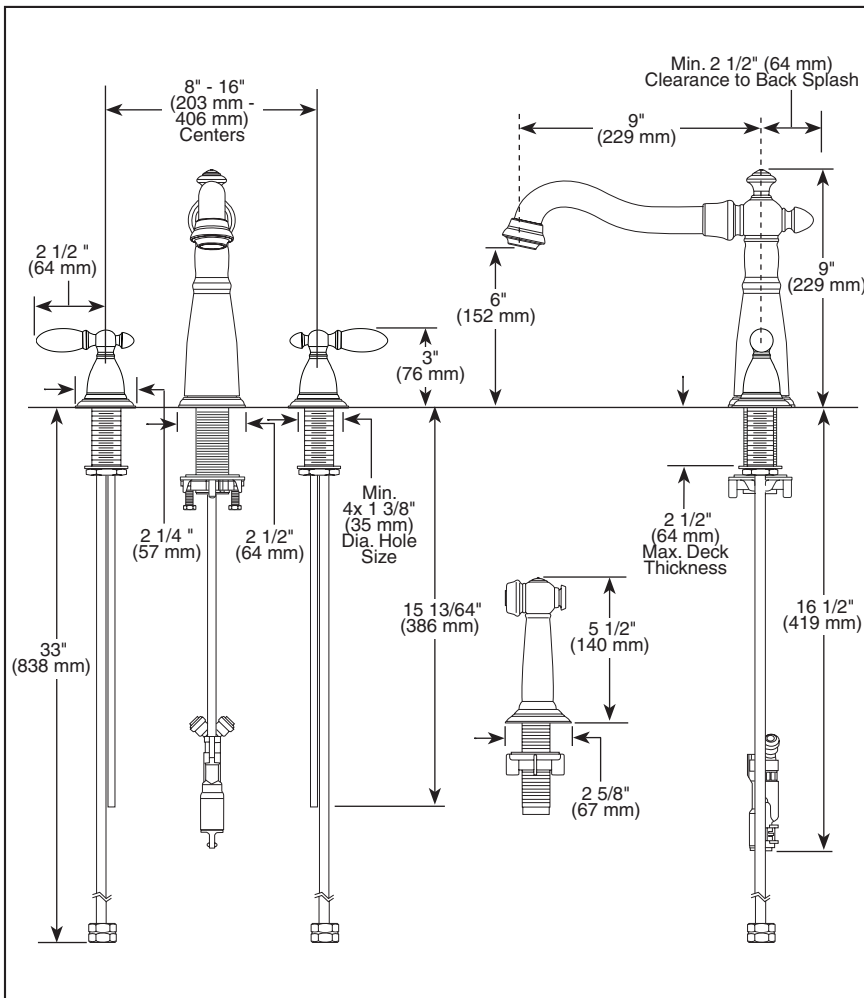 8" - 16"
(203 mm -
406 mm)
Centers
Min. 2 1/2" (64 mm)
Clearance to Back Splash
9"
(229 mm)
2 1/2 "
(64 mm)
6"
(152 mm)
9"
(229 mm)
3"
(76 mm)
2 1/4 "
(57 mm)
2 1/2"
(64 mm)
Min.
4x 1 3/8"
(35 mm)
Dia. Hole
Size
2 1/2"
(64 mm)
Max. Deck
Thickness
15 13/64"
(386 mm)
5 1/2"
(140 mm)
16 1/2"
(419 mm)
33"
(838 mm)
2 5/8"
(67 mm)